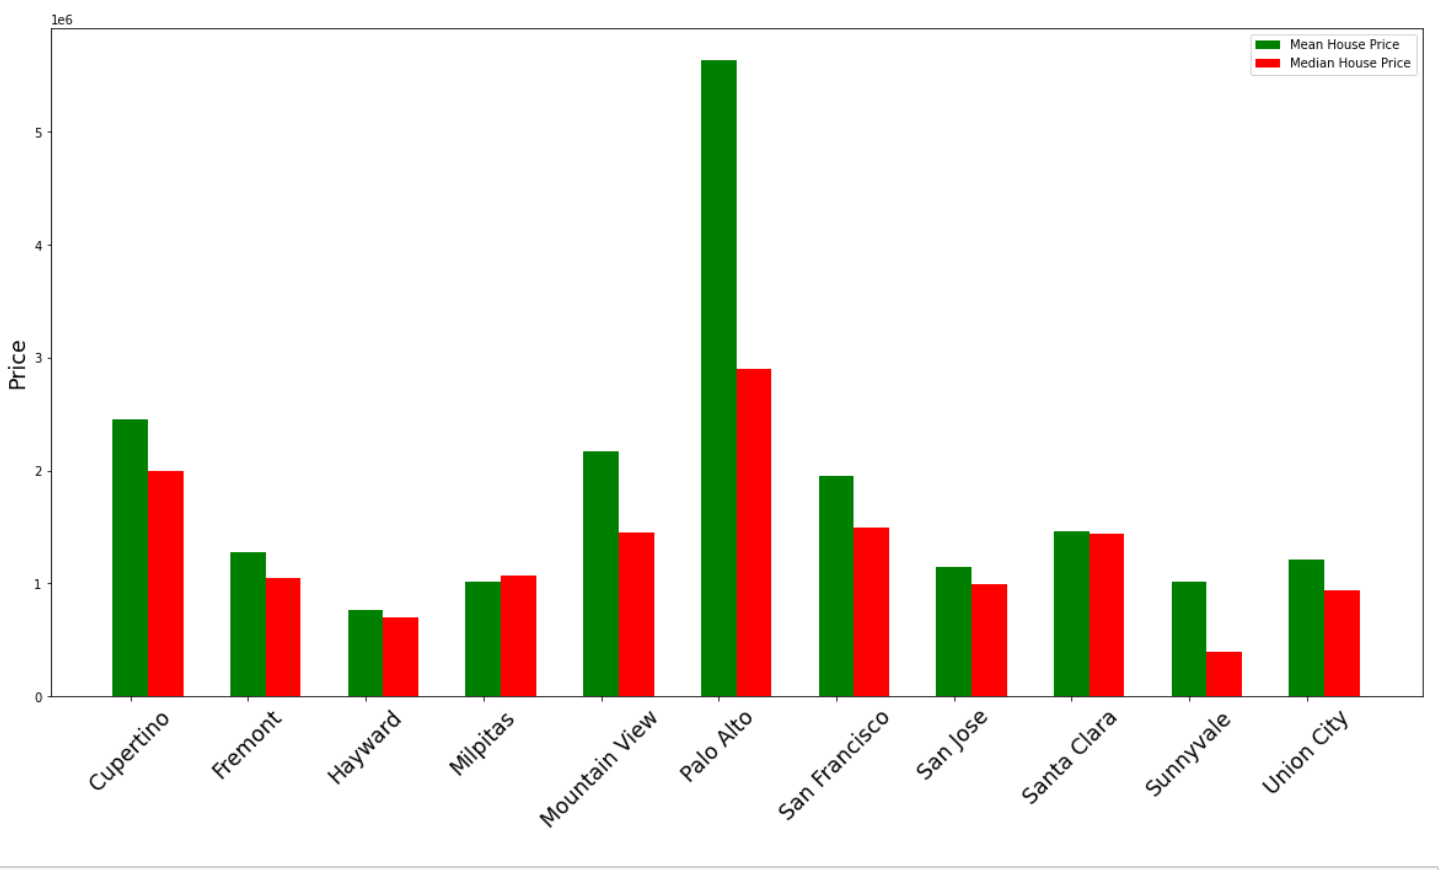 1e6
Mean House Price
Median House Price
5
4
3
2
1
0
Price
Cupertino
Fremont
Hayward
Milpitas
Mountain View
Palo Alto
San Francisco
San Jose
Santa Clara
Sunnyvale
Union City